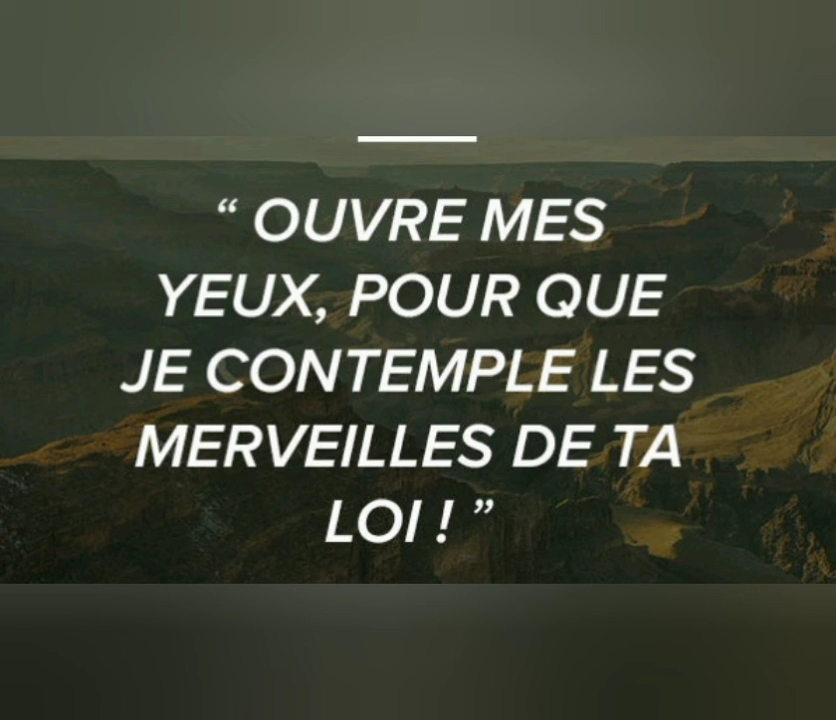 “ OUVRE MES
YEUX, POUR QUE
JE CONTEMPLE LES
MERVEILLES DE TA
LOI ! ”